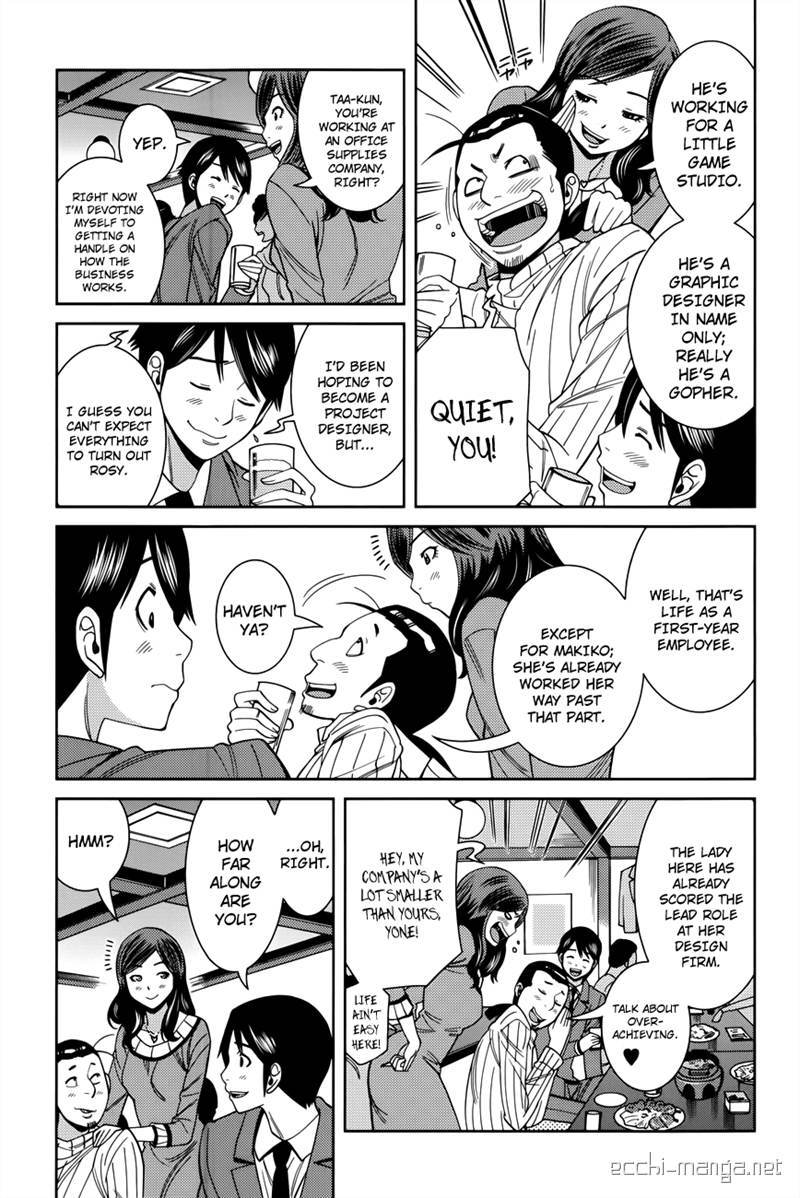 HE'S
WORKING
FOR A
LITTLE
GAME
STUDIO.
HE'S A
GRAPHIC
DESIGNER
IN NAME
ONLY;
REALLY
HE'S A
GOPHER.
ヤヤ
QUIET,
YOU!
TAA-KUN,
YOU'RE
WORKING AT
AN OFFICE
SUPPLIES
COMPANY,
RIGHT?
YEP.
RIGHT NOW
I'M DEVOTING
MYSELF TO
GETTING A
HANDLE ON
HOW THE
BUSINESS
WORKS.
I'D BEEN
HOPING TO
BECOME A
PROJECT
DESIGNER,
BUT...
I GUESS YOU
CAN'T EXPECT
EVERYTHING
TO TURN OUT
ROSY.
WELL, THAT'S
LIFE AS A
FIRST-YEAR
EMPLOYEE.
EXCEPT
FOR MAKIKO;
SHE'S ALREADY
WORKED HER
WAY PAST
THAT PART.
HAVEN'T
YA?
THE LADY
HERE HAS
ALREADY
SCORED THE
LEAD ROLE
AT HER
DESIGN
FIRM.
TALK ABOUT
OVER-
ACHIEVING.
♥
HEY, MY
COMPANY'S A
LOT SMALLER
THAN YOURS,
YONE!
LIFE
AIN'T
EASY
HERE!
...OH,
RIGHT.
HOW
FAR
ALONG
ARE
YOU?
HMM?
ecchi-manga.net